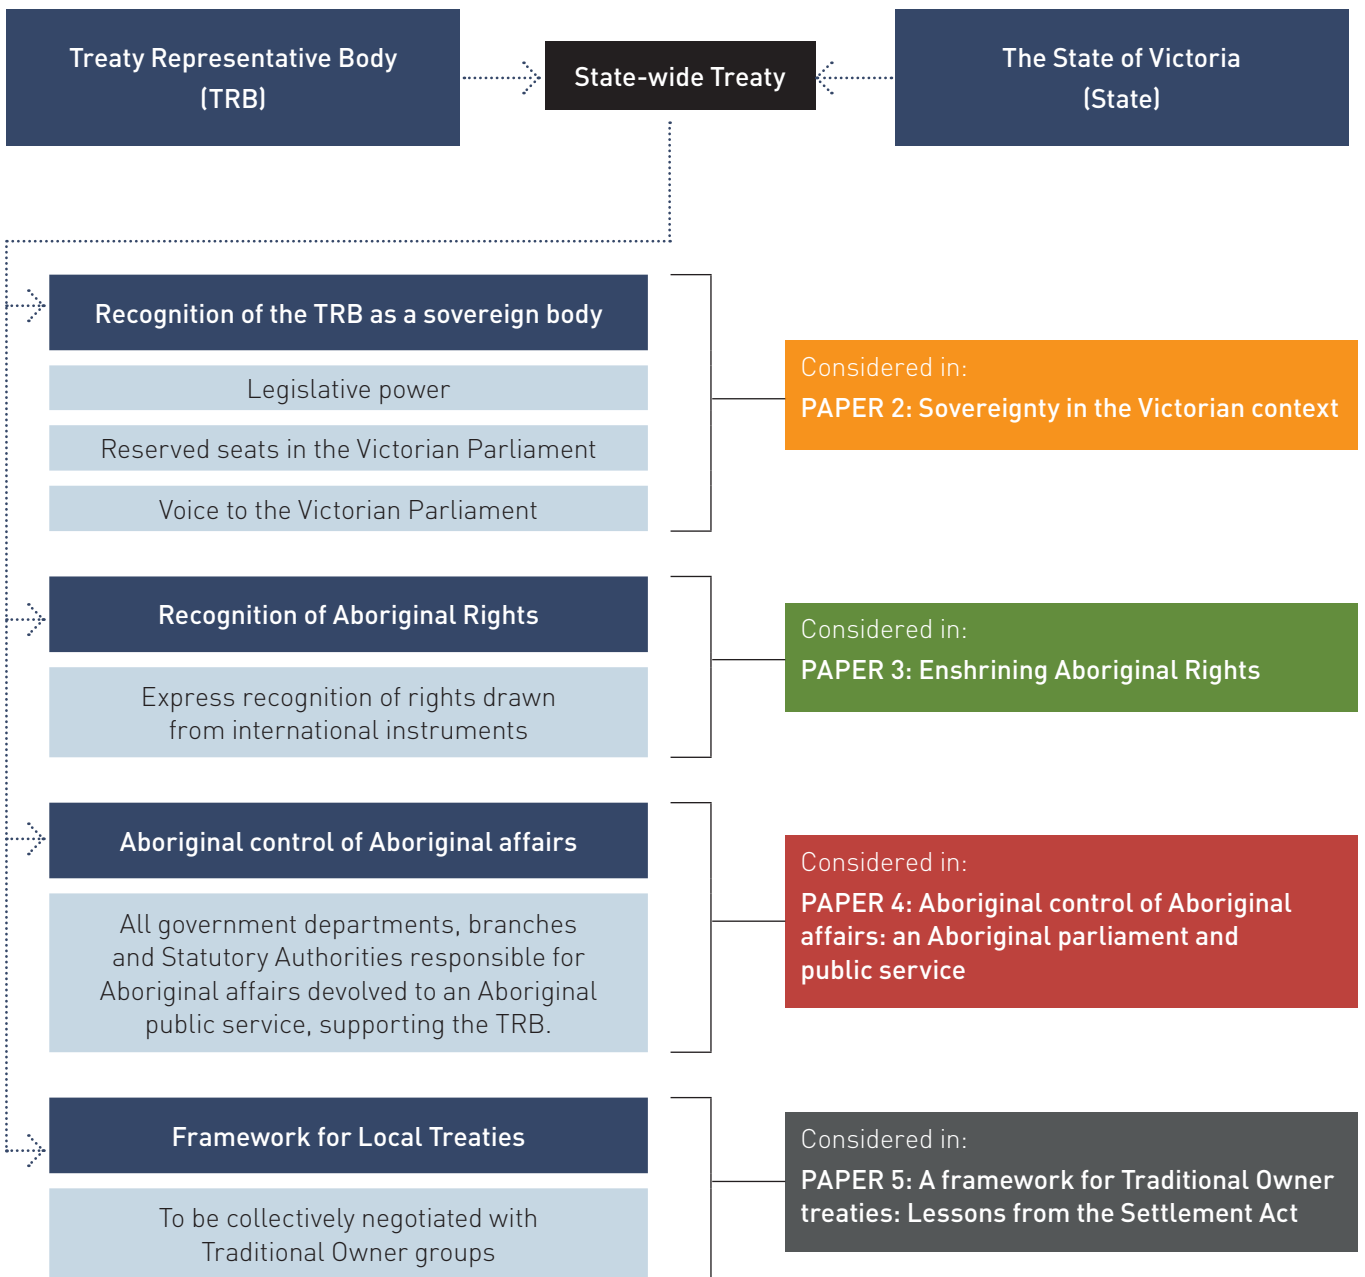 Treaty Representative Body
(TRB)
State-wide Treaty
The State of Victoria
(State)
Recognition of the TRB as a sovereign body
Legislative power
Reserved seats in the Victorian Parliament
Voice to the Victorian Parliament
Considered in:
PAPER 2: Sovereignty in the Victorian context
Recognition of Aboriginal Rights
Express recognition of rights drawn
from international instruments
Considered in:
PAPER 3: Enshrining Aboriginal Rights
Aboriginal control of Aboriginal affairs
All government departments, branches
and Statutory Authorities responsible for
Aboriginal affairs devolved to an Aboriginal
public service, supporting the TRB.
Considered in:
PAPER 4: Aboriginal control of Aboriginal
affairs: an Aboriginal parliament and
public service
Framework for Local Treaties
To be collectively negotiated with
Traditional Owner groups
Considered in:
PAPER 5: A framework for Traditional Owner
treaties: Lessons from the Settlement Act